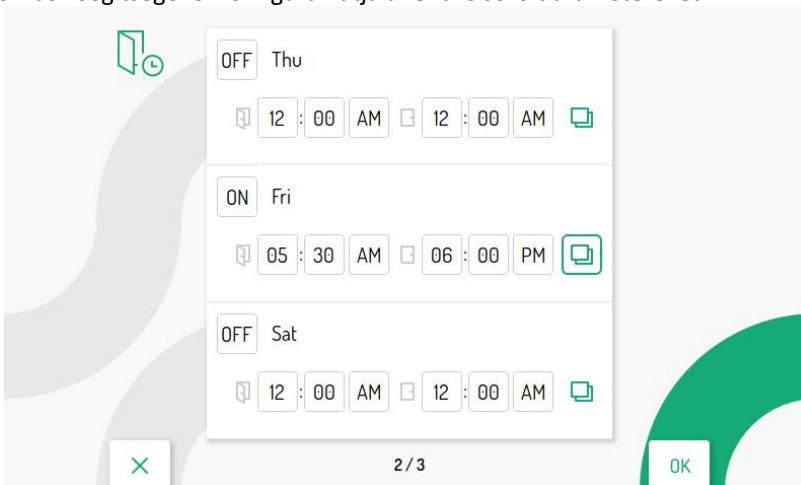 OFF Thu
12 : 00 AM 12 : 00 AM
ON Fri
05 : 30 AM 06 : 00 PM
OFF Sat
12 : 00 AM 12 : 00 AM
2/3
OK